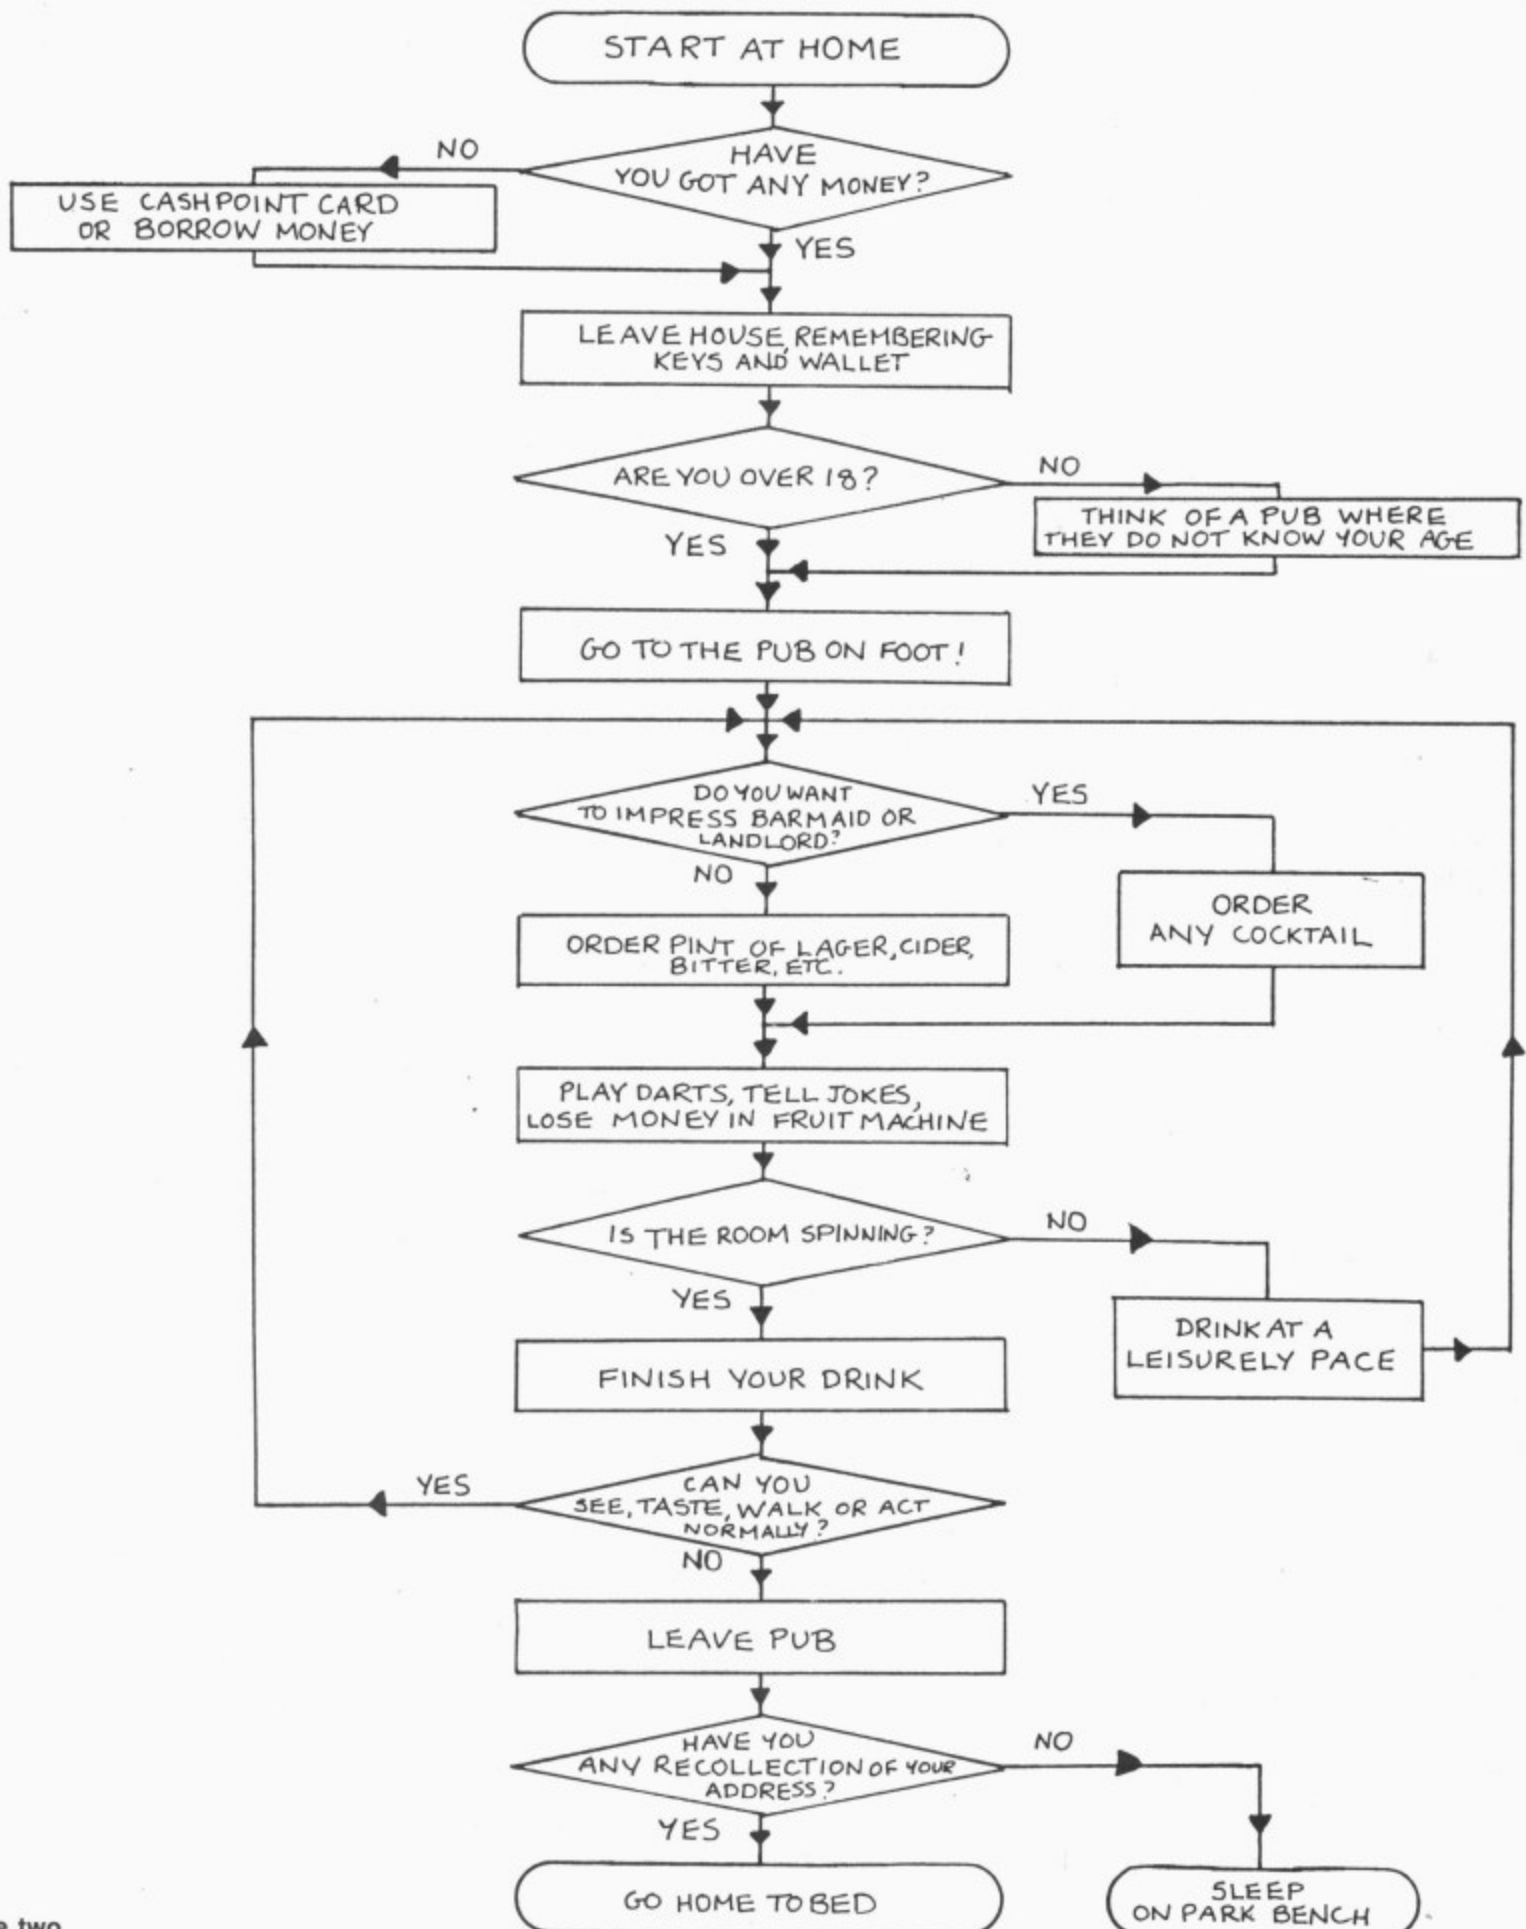 START AT HOME
HAVE
YOU GOT ANY MONEY?
NO
USE CASHPOINT CARD
OR BORROW MONEY
YES
LEAVE HOUSE, REMEMBERING
KEYS AND WALLET
ARE YOU OVER 18?
NO
THINK OF A PUB WHERE
THEY DO NOT KNOW YOUR AGE
YES
GO TO THE PUB ON FOOT!
DO YOU WANT
TO IMPRESS BARMAID OR
LANDLORD?
YES
ORDER
ANY COCKTAIL
NO
ORDER PINT OF LAGER, CIDER,
BITTER, ETC.
PLAY DARTS, TELL JOKES,
LOSE MONEY IN FRUIT MACHINE
IS THE ROOM SPINNING?
NO
DRINK AT A
LEISURELY PACE
YES
FINISH YOUR DRINK
CAN YOU
SEE, TASTE, WALK OR ACT
NORMALLY?
YES
NO
LEAVE PUB
HAVE YOU
ANY RECOLLECTION OF YOUR
ADDRESS?
NO
SLEEP
ON PARK BENCH
YES
GO HOME TO BED
two